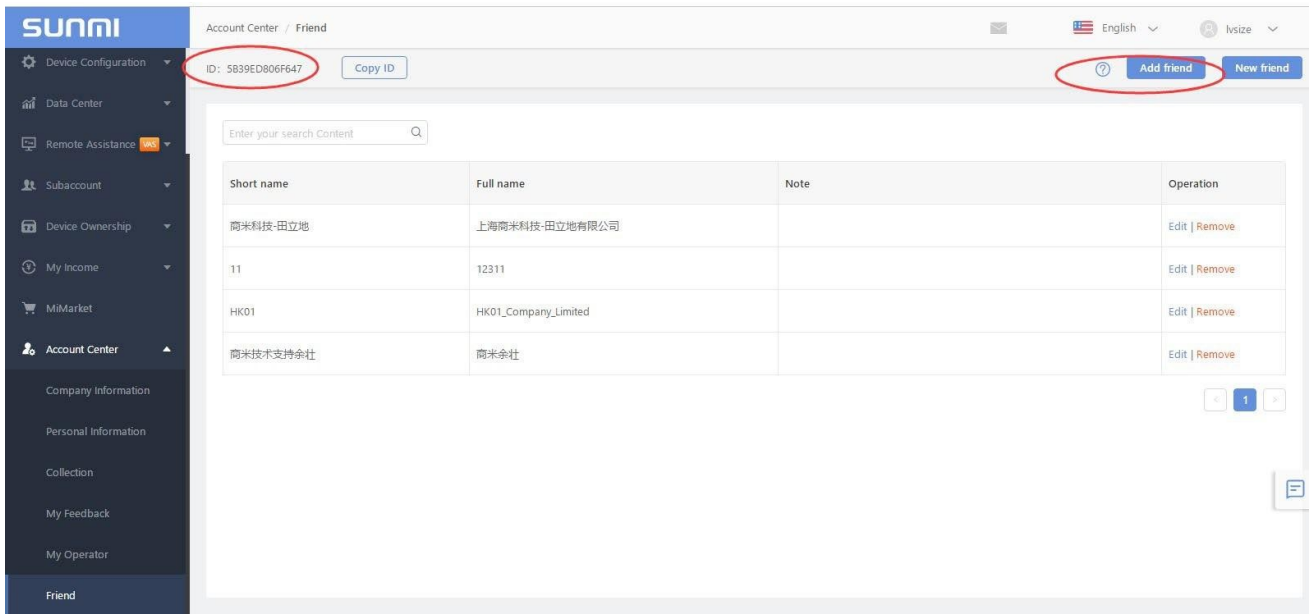 SUNMI
Account Center / Friend
English
lvsize
Device Configuration
ID: 5B39ED806F647
Copy ID
Add friend
New friend
Data Center
Enter your search Content
Remote Assistance VAS
Subaccount
Short name Full name Note Operation
Device Ownership
商米科技-田立地 上海商米科技-田立地有限公司 Edit | Remove
My Income
11 12311 Edit | Remove
MiMarket
HK01 HK01_Company_Limited Edit | Remove
Account Center
商米技术支持余壮 商米余壮 Edit | Remove
Company Information
< 1 >
Personal Information
Collection
My Feedback
My Operator
Friend